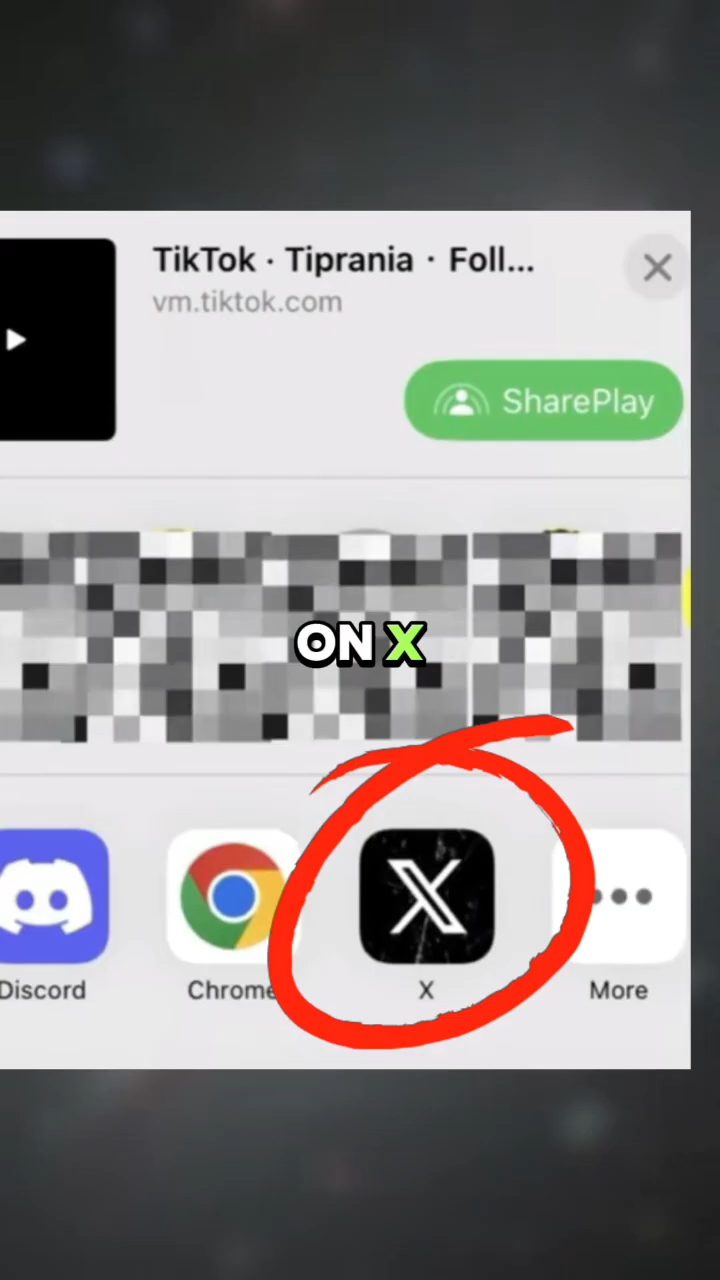 TikTok · Tiprania · Foll...
vm.tiktok.com
SharePlay
ON X
Discord
Chrome
X
More